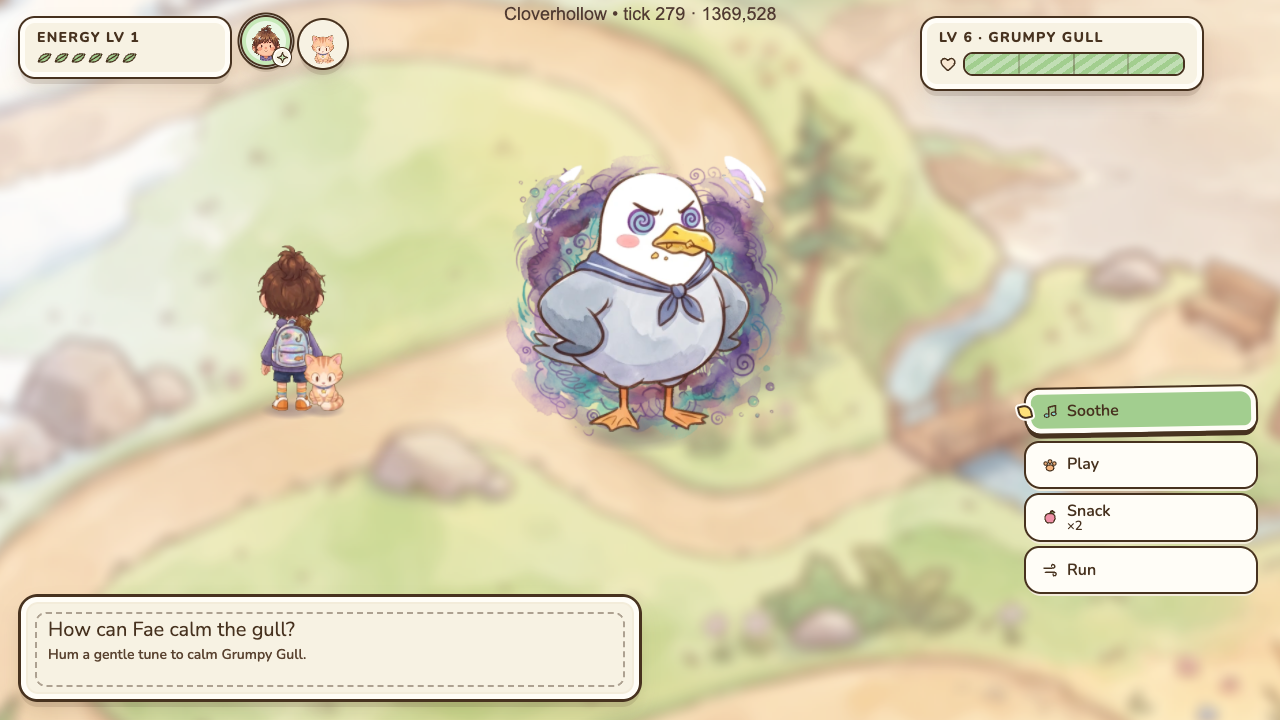 Cloverhollow • tick 279 · 1369,528
ENERGY LV 1
LV 6 · GRUMPY GULL
Soothe
Play
Snack
×2
Run
How can Fae calm the gull?
Hum a gentle tune to calm Grumpy Gull.